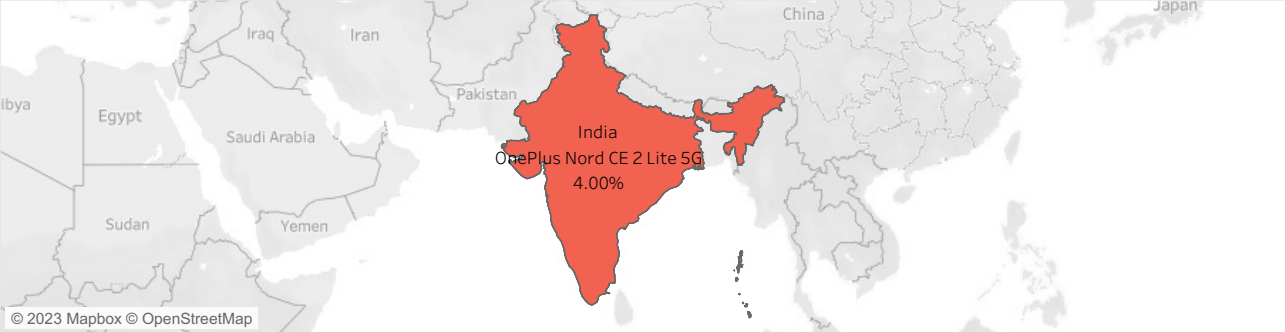 China
Japan
Iraq
Iran
Pakistan
ibya
Egypt
Saudi Arabia
India
OnePlus Nord CE 2 Lite 5G
4.00%
Sudan
Yemen
© 2023 Mapbox © OpenStreetMap